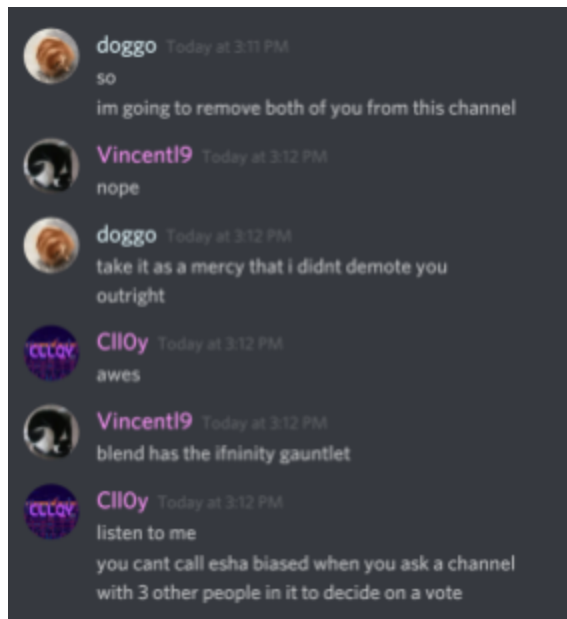 doggo Today at 3:11 PM
so
im going to remove both of you from this channel
Vincentl9 Today at 3:12 PM
nope
doggo Today at 3:12 PM
take it as a mercy that i didnt demote you
outright
Cll0y Today at 3:12 PM
awes
Vincentl9 Today at 3:12 PM
blend has the ifninity gauntlet
Cll0y Today at 3:12 PM
listen to me
you cant call esha biased when you ask a channel
with 3 other people in it to decide on a vote